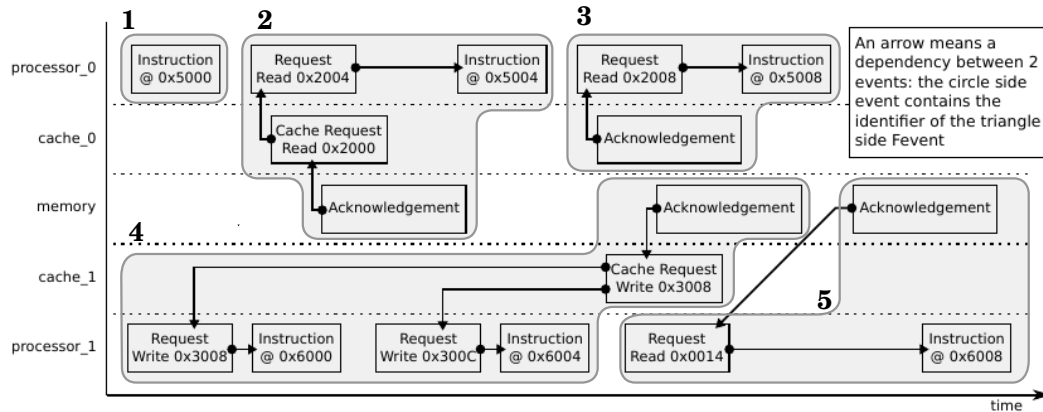 1
2
3
processor_0
Instruction
@ 0x5000
Request
Read 0x2004
Instruction
@ 0x5004
Request
Read 0x2008
Instruction
@ 0x5008
An arrow means a
dependency between 2
events: the circle side
event contains the
identifier of the triangle
side Fevent
cache_0
Cache Request
Read 0x2000
Acknowledgement
memory
Acknowledgement
Acknowledgement
Acknowledgement
4
cache_1
Cache Request
Write 0x3008
5
processor_1
Request
Write 0x3008
Instruction
@ 0x6000
Request
Write 0x300C
Instruction
@ 0x6004
Request
Read 0x0014
Instruction
@ 0x6008
time